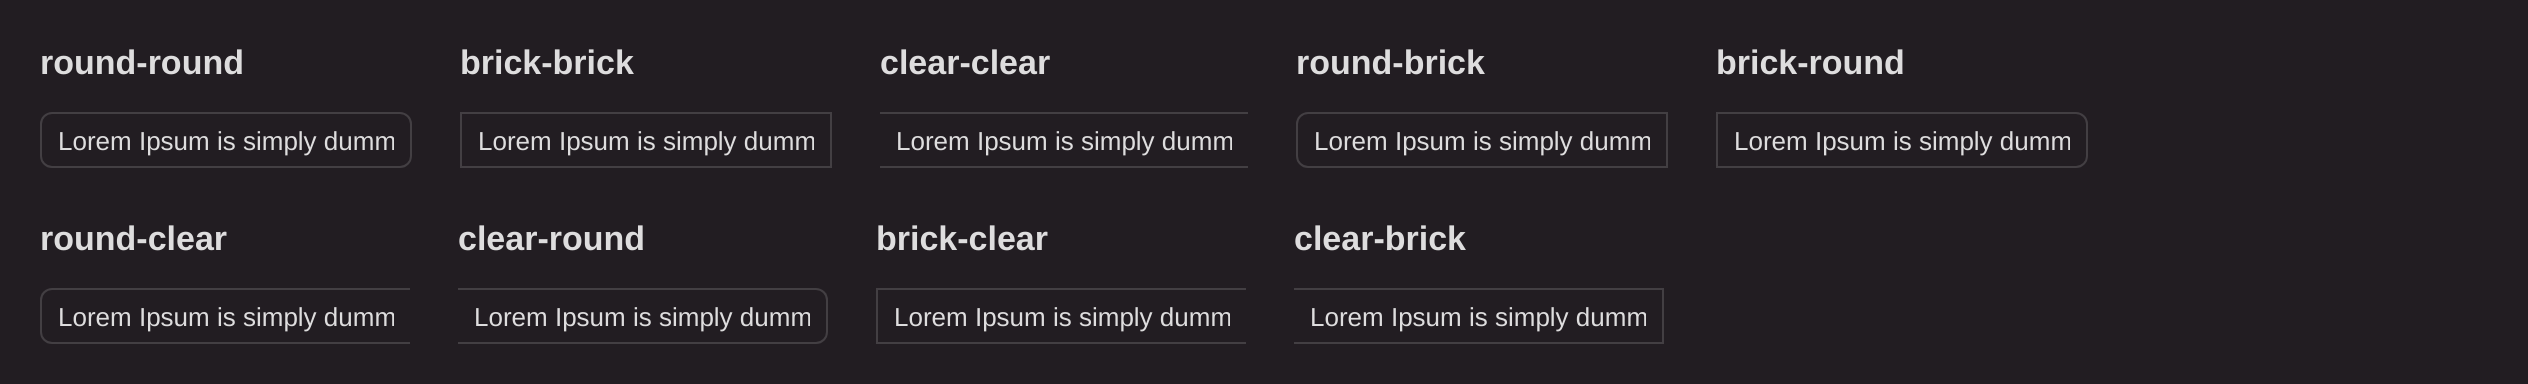 round-round brick-brick clear-clear round-brick brick-round
Lorem Ipsum is simply dumm Lorem Ipsum is simply dumm Lorem Ipsum is simply dumm Lorem Ipsum is simply dumm Lorem Ipsum is simply dumm
round-clear clear-round brick-clear clear-brick
Lorem Ipsum is simply dumm Lorem Ipsum is simply dumm Lorem Ipsum is simply dumm Lorem Ipsum is simply dumm